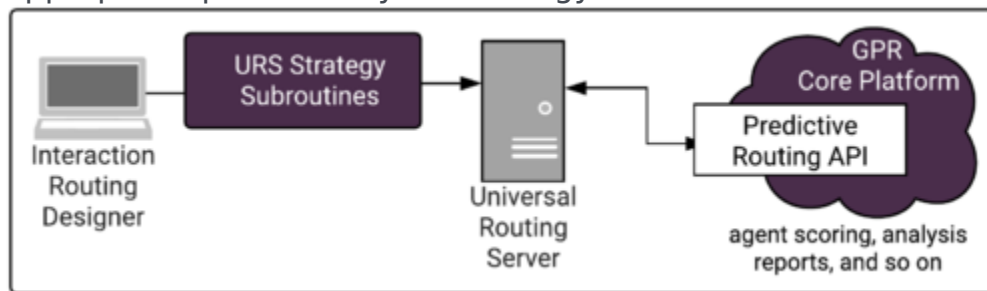 URS Strategy
Subroutines
GPR
Core Platform
Predictive
Routing API
Interaction
Routing
Designer
Universal
Routing
Server
agent scoring, analysis
reports, and so on